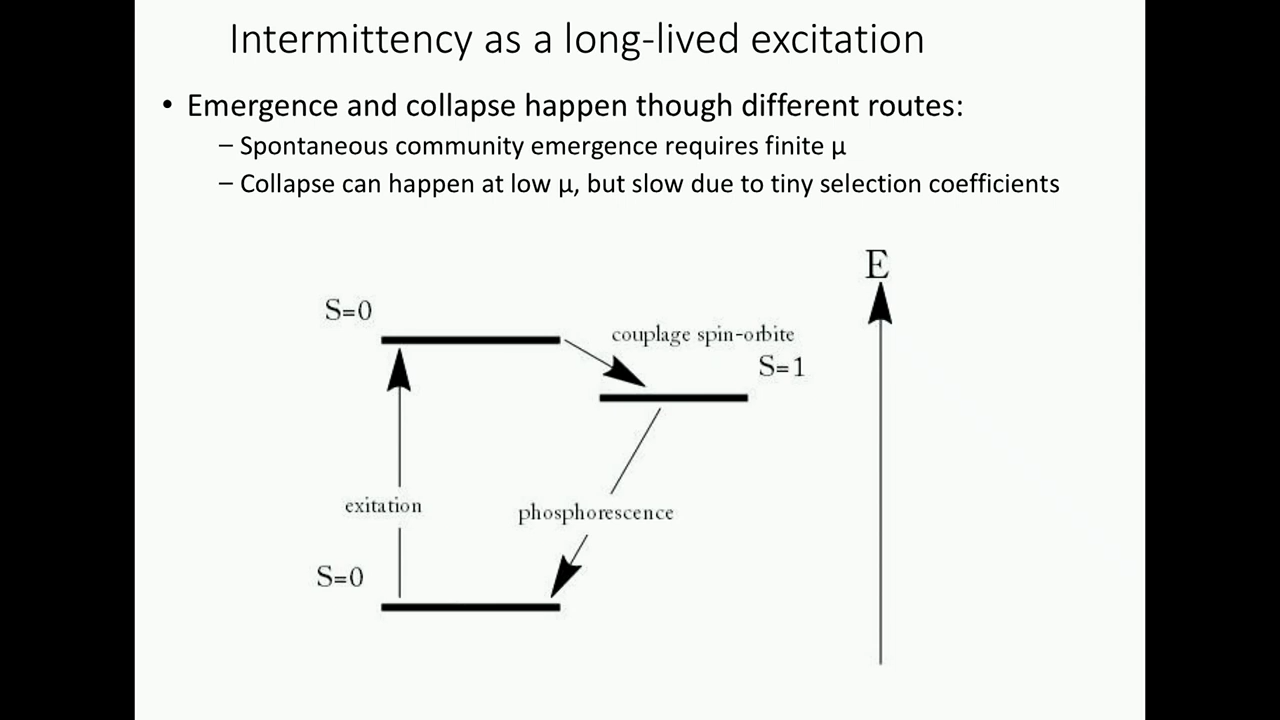 Intermittency as a long-lived excitation
• Emergence and collapse happen though different routes:
– Spontaneous community emergence requires finite μ
– Collapse can happen at low μ, but slow due to tiny selection coefficients
E
S=0
couplage spin-orbite
S=1
exitation
phosphorescence
S=0